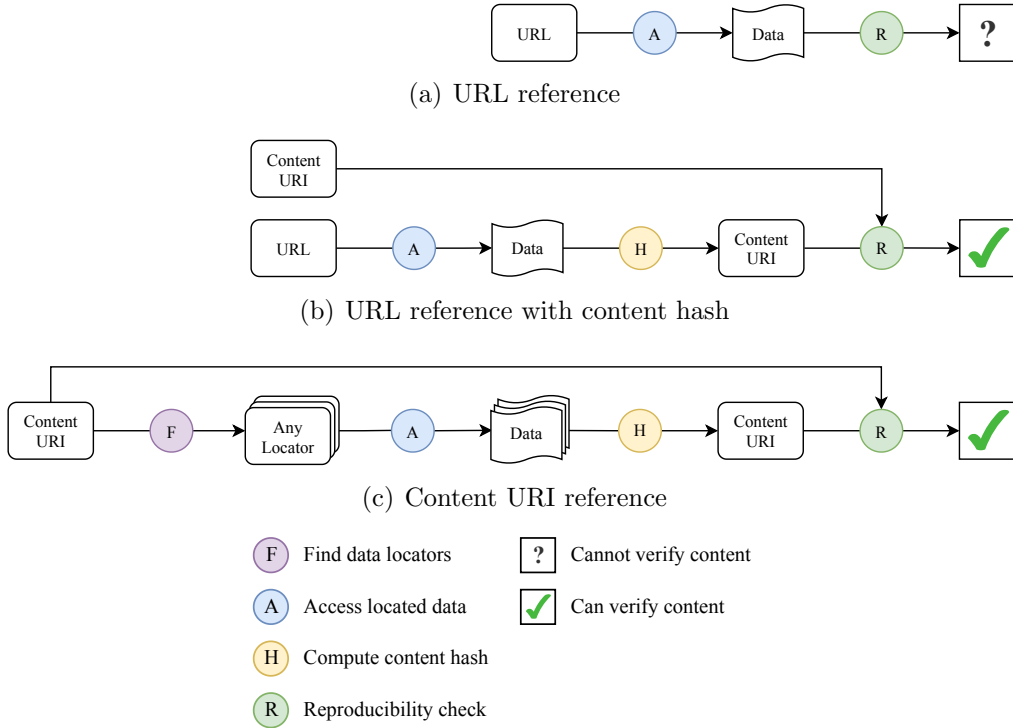 URL A Data R ?
(a) URL reference
Content
URI
URL A Data H Content
URI R
(b) URL reference with content hash
Content
URI F Any
Locator A Data H Content
URI R
(c) Content URI reference
F Find data locators
? Cannot verify content
A Access located data
Can verify content
H Compute content hash
R Reproducibility check